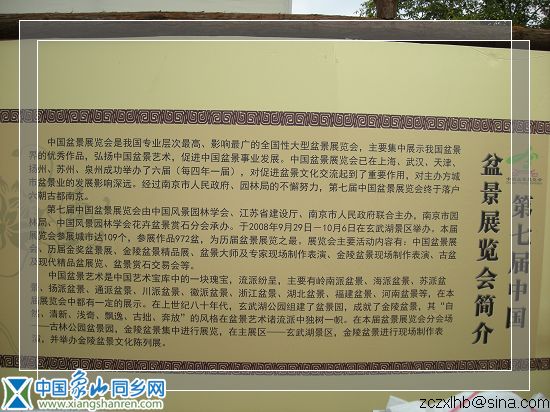 第七届中国
盆景展览会简介
中国盆景展览会是我国专业层次最高、影响最广的全国性大型盆景展览会，主要集中展示我国盆景
界的优秀作品，弘扬中国盆景艺术，促进中国盆景事业发展。中国盆景展览会已在上海、武汉、天津、
扬州、苏州、泉州成功举办了六届（每四年一届），对促进盆景文化交流起到了重要作用，对主办方城
市盆景业的发展影响深远。经过南京市人民政府、园林局的不懈努力，第七届中国盆景展览会终于落户
六朝古都南京。
第七届中国盆景展览会由中国风景园林学会、江苏省建设厅、南京市人民政府联合主办，南京市园
林局、中国风景园林学会花卉盆景赏石分会承办。于2008年9月29日－10月6日在玄武湖景区举办。本届
展览会参展城市达109个，参展作品972盆，为历届盆景展览之最。展览会主要活动内容有：中国盆景展
会、历届金奖盆景展、金陵盆景精品展、盆景大师及专家现场制作表演、金陵盆景现场制作表演、古盆
及现代精品盆展览、盆景赏石交易会等。
中国盆景艺术是中国艺术宝库中的一块瑰宝，流派纷呈，主要有岭南派盆景、海派盆景、苏派盆
景、扬派盆景、通派盆景、川派盆景、徽派盆景、浙江盆景、湖北盆景、福建盆景、河南盆景等，在本
届展览会中都有一定的展示。在上世纪八十年代，玄武湖公园组建了盆景园，成就了金陵盆景，其“自
然、清新、浅奇、飘逸、古拙、奔放”的风格在盆景艺术诸流派中独树一帜。在本届盆景展览会分会场
——古林公园盆景园，金陵盆景集中进行展览，在主展区——玄武湖景区，金陵盆景进行现场制作表
演，并举办金陵盆景文化陈列展。
中国象山同乡网
www.xiangshanren.com
zczxlhb@sina.com